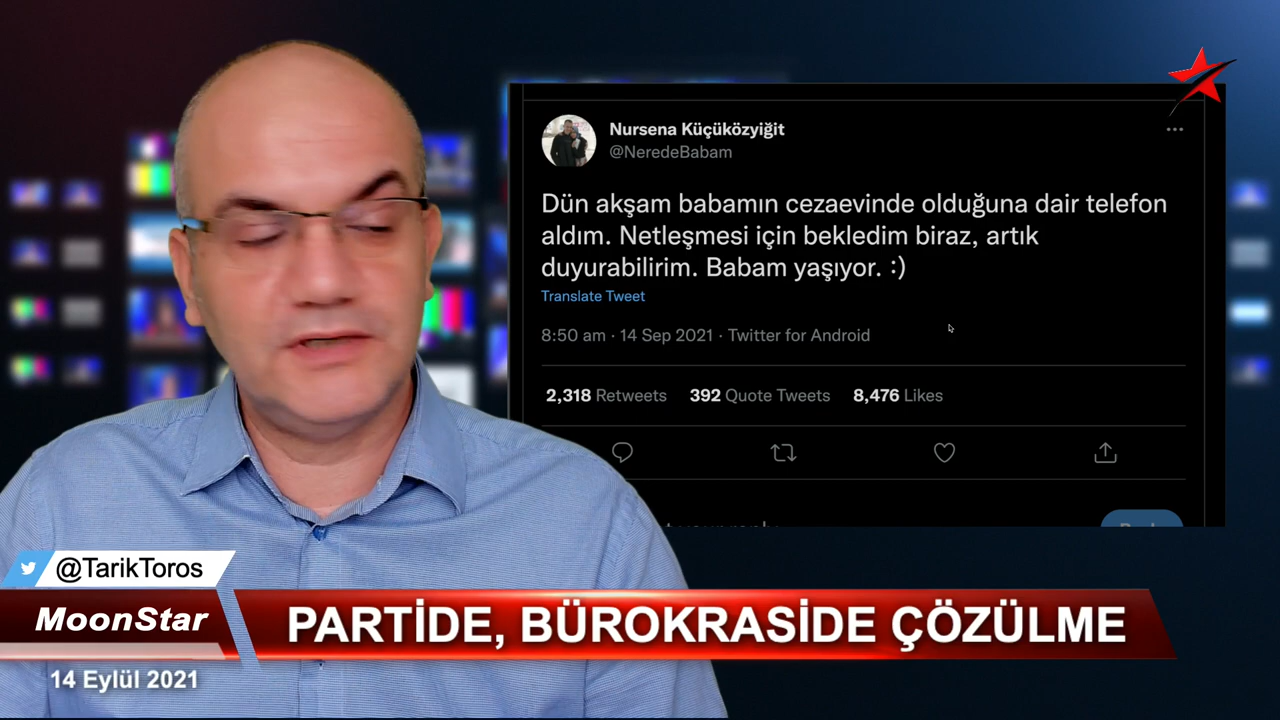 Nursena Küçüközyiğit
@NeredeBabam
Dün akşam babamın cezaevinde olduğuna dair telefon
aldım. Netleşmesi için bekledim biraz, artık
duyurabilirim. Babam yaşıyor. :)
Translate Tweet
8:50 am · 14 Sep 2021 · Twitter for Android
2,318 Retweets 392 Quote Tweets 8,476 Likes
@TarikToros
MoonStar
PARTİDE, BÜROKRASİDE ÇÖZÜLME
14 Eylül 2021